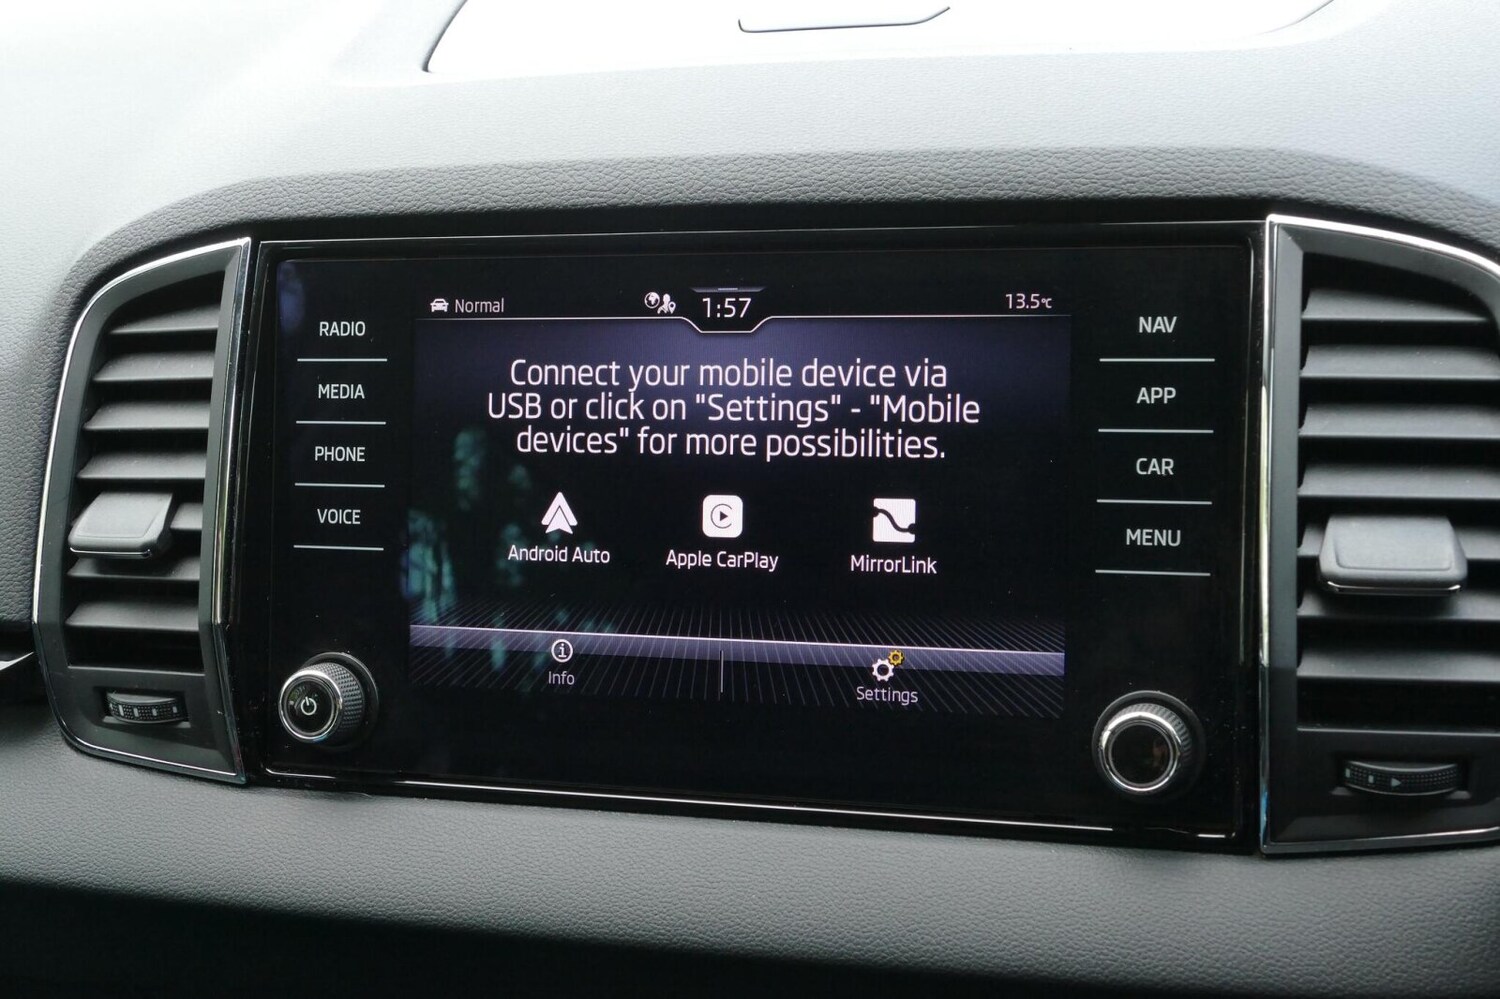 Normal
1:57
13.5°C
RADIO
MEDIA
PHONE
VOICE
Connect your mobile device via
USB or click on "Settings" - "Mobile
devices" for more possibilities.
Android Auto
Apple CarPlay
MirrorLink
Info
Settings
NAV
APP
CAR
MENU